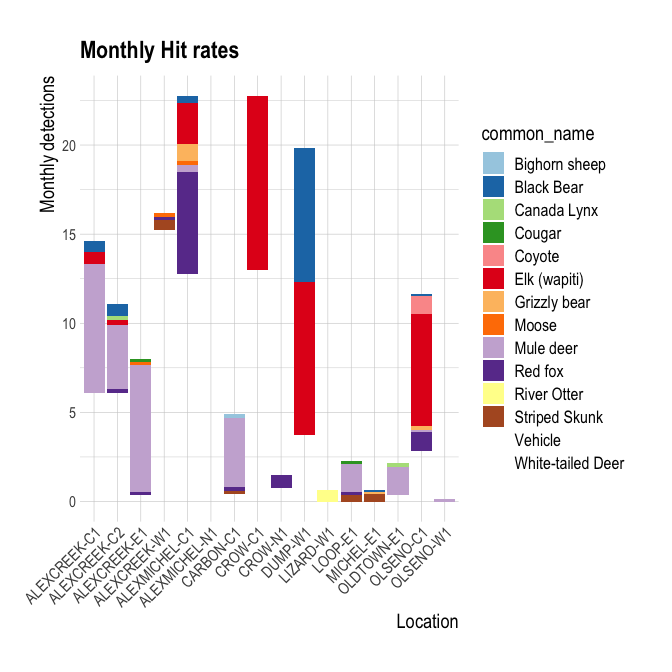 Monthly Hit rates
Monthly detections
20
15
10
5
0
ALEXCREEK-C1
ALEXCREEK-C2
ALEXCREEK-E1
ALEXCREEK-W1
ALEXMICHEL-C1
ALEXMICHEL-N1
CARBON-C1
CROW-C1
CROW-N1
DUMP-W1
LIZARD-W1
LOOP-E1
MICHEL-E1
OLDTOWN-E1
OLSENO-C1
OLSENO-W1
Location
common_name
Bighorn sheep
Black Bear
Canada Lynx
Cougar
Coyote
Elk (wapiti)
Grizzly bear
Moose
Mule deer
Red fox
River Otter
Striped Skunk
Vehicle
White-tailed Deer